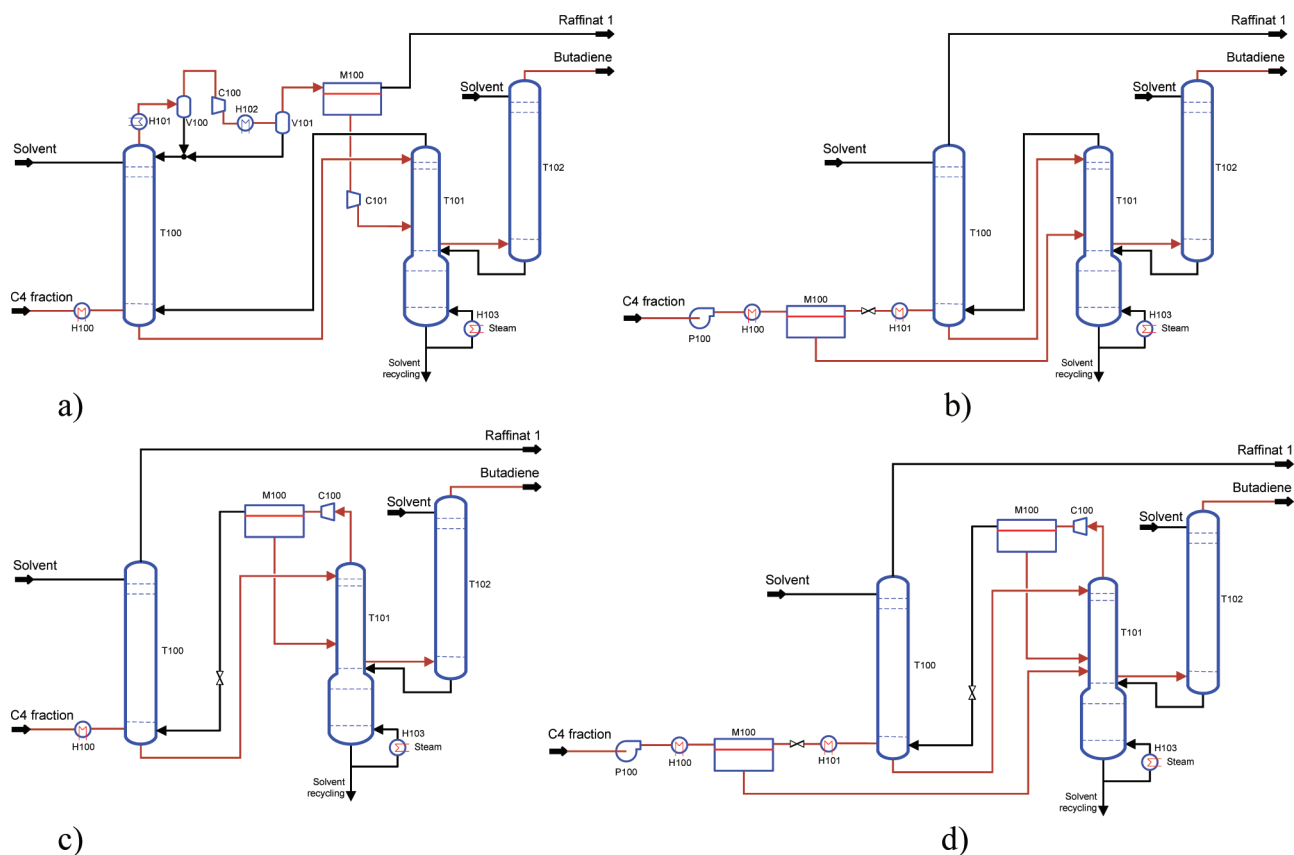 Raffinat 1
Butadiene
M100
C100
Solvent
H102
H101
V100
V101
Solvent
T102
C101
T101
T100
C4 fraction
H100
H103
Steam
Solvent
recycling
a)
Raffinat 1
Butadiene
Solvent
Solvent
T102
T101
T100
C4 fraction
M100
P100
H100
H101
H103
Steam
Solvent
recycling
b)
Raffinat 1
Butadiene
M100
C100
Solvent
Solvent
T102
T101
T100
C4 fraction
H100
H103
Steam
Solvent
recycling
c)
Raffinat 1
Butadiene
M100
C100
Solvent
Solvent
T102
T101
T100
C4 fraction
M100
P100
H100
H101
H103
Steam
Solvent
recycling
d)